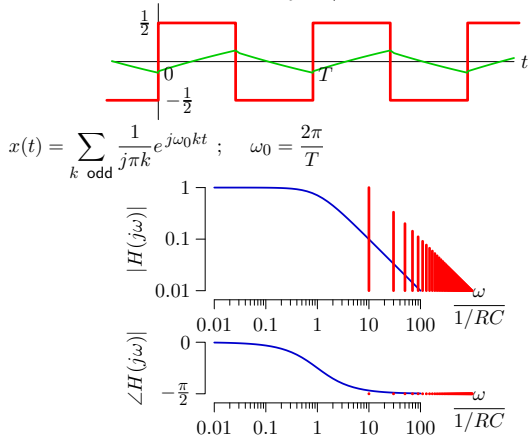 1/2
t
0
T
−1/2
x(t) = ∑_{k odd} 1/(jπk) e^{jω₀kt} ; ω₀ = 2π/T
|H(jω)|
1
0.1
0.01
ω/(1/RC)
0.01 0.1 1 10 100
∠H(jω)|
0
−π/2
ω/(1/RC)
0.01 0.1 1 10 100